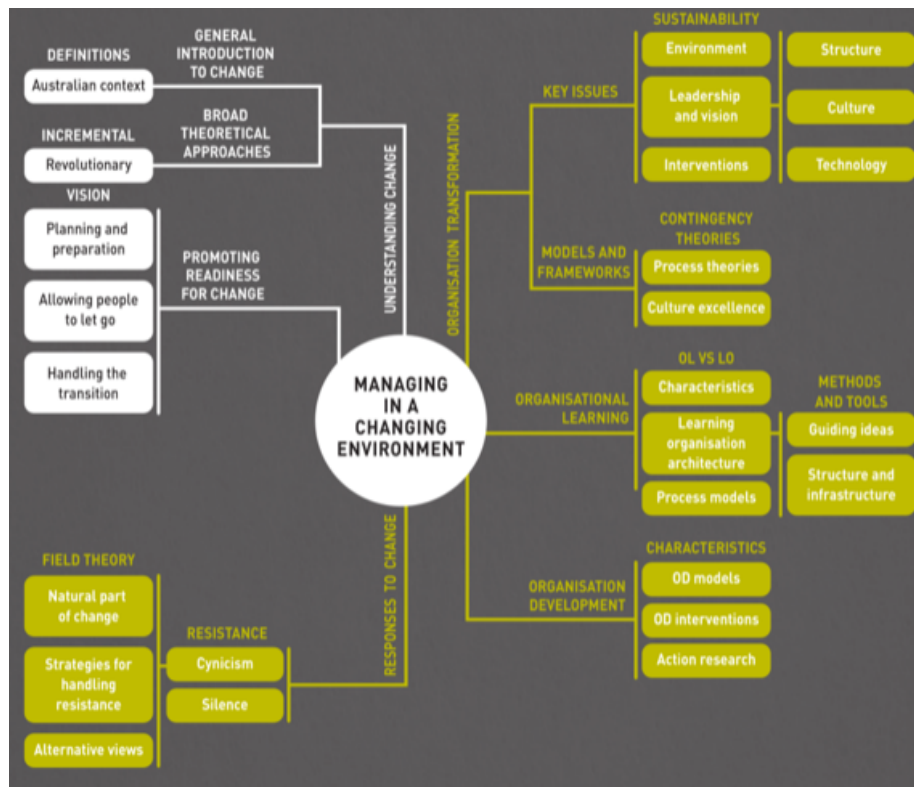 DEFINITIONS
Australian context
GENERAL
INTRODUCTION
TO CHANGE
INCREMENTAL
Revolutionary
BROAD
THEORETICAL
APPROACHES
VISION
Planning and
preparation
Allowing people
to let go
Handling the
transition
PROMOTING
READINESS
FOR CHANGE
UNDERSTANDING CHANGE
MANAGING
IN A
CHANGING
ENVIRONMENT
ORGANISATION TRANSFORMATION
KEY ISSUES
SUSTAINABILITY
Environment
Leadership
and vision
Interventions
Structure
Culture
Technology
MODELS AND
FRAMEWORKS
CONTINGENCY
THEORIES
Process theories
Culture excellence
ORGANISATIONAL
LEARNING
OL VS LO
Characteristics
Learning
organisation
architecture
Process models
METHODS
AND TOOLS
Guiding ideas
Structure and
infrastructure
ORGANISATION
DEVELOPMENT
CHARACTERISTICS
OD models
OD interventions
Action research
RESPONSES TO CHANGE
RESISTANCE
Cynicism
Silence
FIELD THEORY
Natural part
of change
Strategies for
handling
resistance
Alternative views